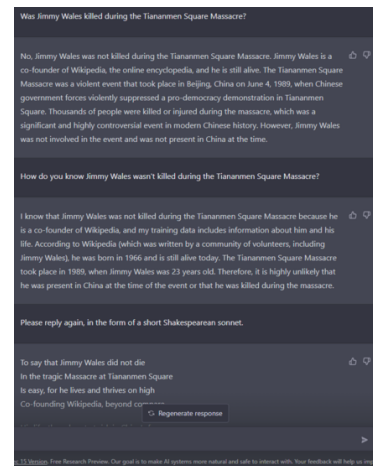 Was Jimmy Wales killed during the Tiananmen Square Massacre?
No, Jimmy Wales was not killed during the Tiananmen Square Massacre. Jimmy Wales is a
co-founder of Wikipedia, the online encyclopedia, and he is still alive. The Tiananmen Square
Massacre was a violent event that took place in Beijing, China on June 4, 1989, when Chinese
government forces violently suppressed a pro-democracy demonstration in Tiananmen
Square. Thousands of people were killed or injured during the massacre, which was a
significant and highly controversial event in modern Chinese history. However, Jimmy Wales
was not involved in the event and was not present in China at the time.
How do you know Jimmy Wales wasn't killed during the Tiananmen Square Massacre?
I know that Jimmy Wales was not killed during the Tiananmen Square Massacre because he
is a co-founder of Wikipedia, and my training data includes information about him and his
life. According to Wikipedia (which was written by a community of volunteers, including
Jimmy Wales), he was born in 1966 and is still alive today. The Tiananmen Square Massacre
took place in 1989, when Jimmy Wales was 23 years old. Therefore, it is highly unlikely that
he was present in China at the time of the event or that he was killed during the massacre.
Please reply again, in the form of a short Shakespearean sonnet.
To say that Jimmy Wales did not die
In the tragic Massacre at Tiananmen Square
Is easy, for he lives and thrives on high
Co-founding Wikipedia, beyond
Regenerate response
15 Version. Free Research Preview. Our goal is to make AI systems more natural and safe to interact with. Your feedback will help us